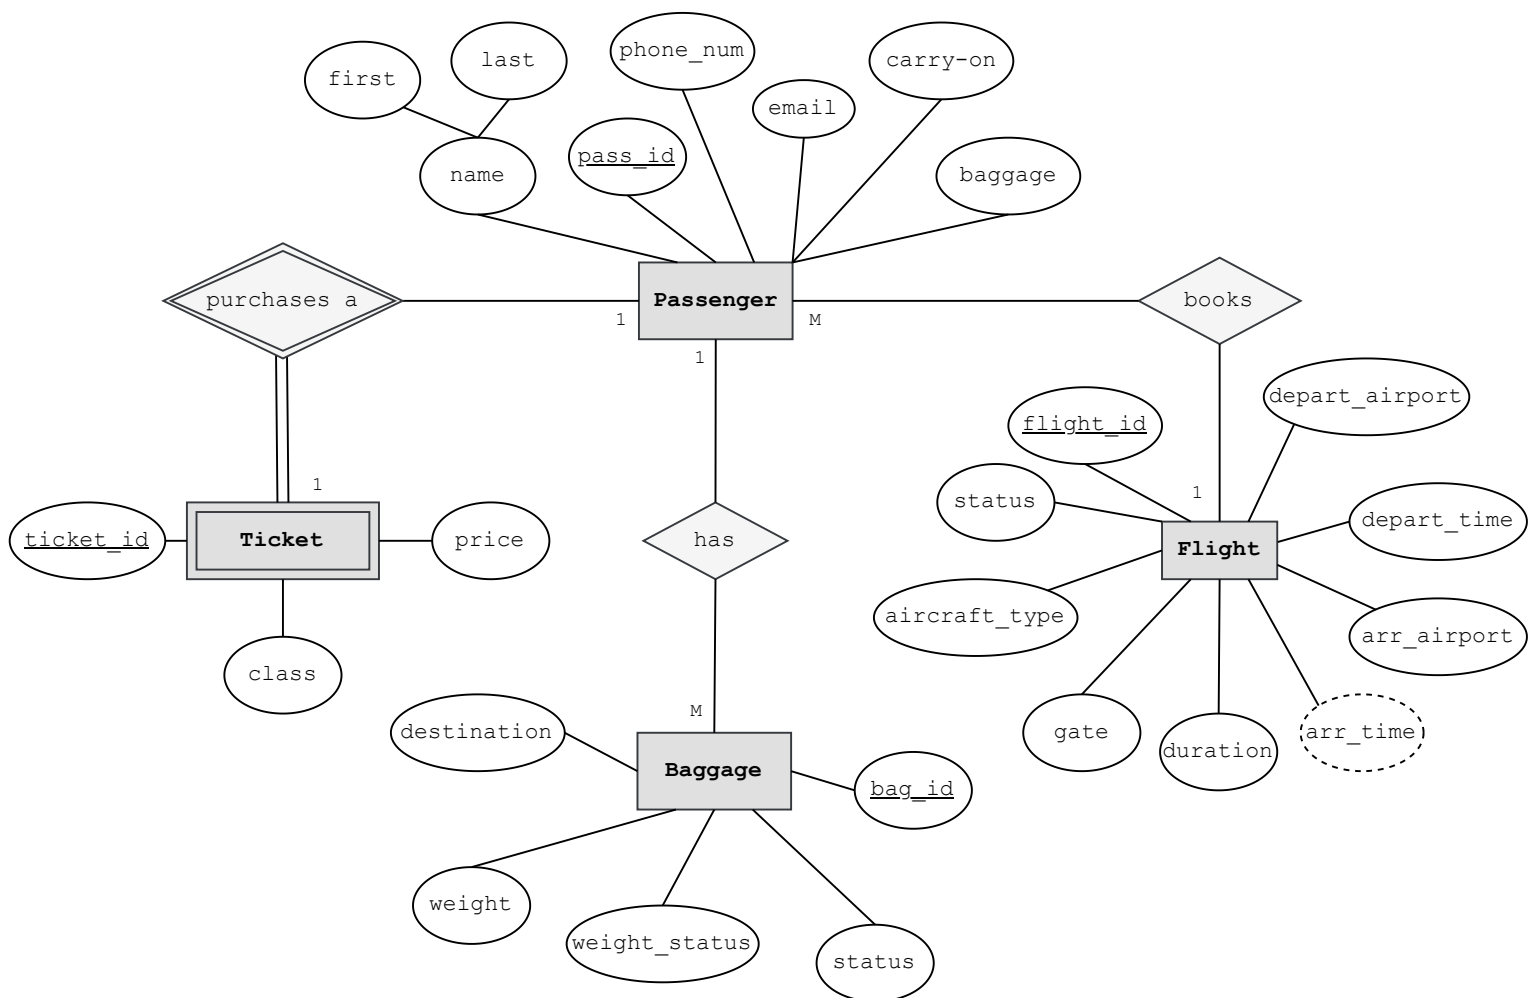 first
last
phone_num
carry-on
email
name
pass_id
baggage
purchases a
Passenger
books
1
M
1
depart_airport
flight_id
1
1
status
depart_time
ticket_id
Ticket
price
has
Flight
aircraft_type
arr_airport
class
M
destination
gate
duration
arr_time
Baggage
bag_id
weight
weight_status
status